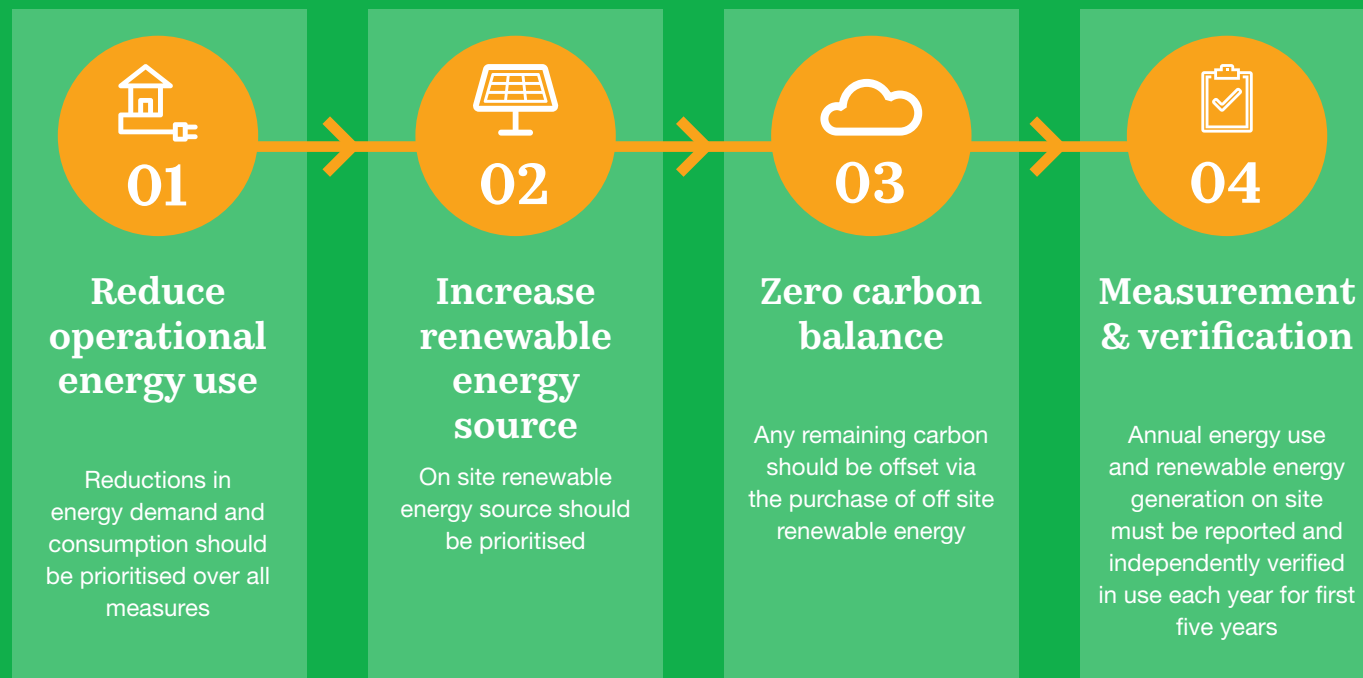 01
Reduce
operational
energy use
Reductions in
energy demand and
consumption should
be prioritised over all
measures
02
Increase
renewable
energy
source
On site renewable
energy source should
be prioritised
03
Zero carbon
balance
Any remaining carbon
should be offset via
the purchase of off site
renewable energy
04
Measurement
& verification
Annual energy use
and renewable energy
generation on site
must be reported and
independently verified
in use each year for first
five years